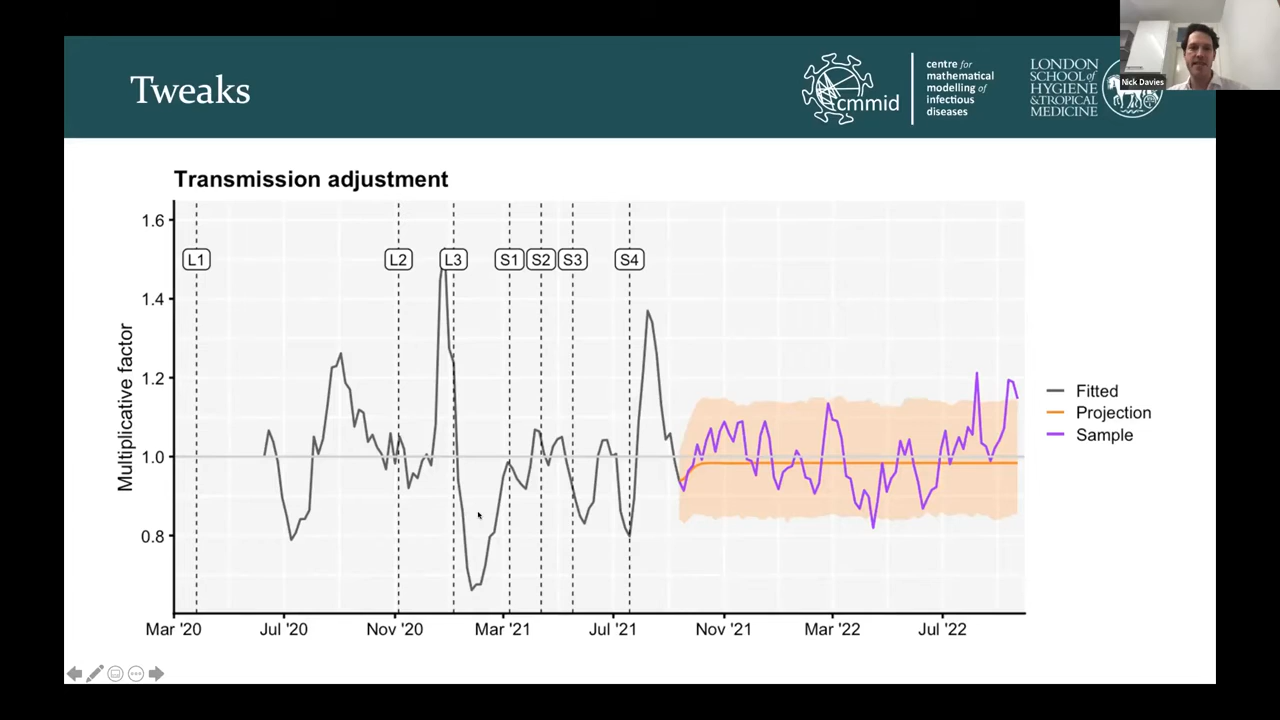 Tweaks
cmmid
centre for
mathematical
modelling of
infectious
diseases
LONDON
SCHOOL of
HYGIENE
& TROPICAL
MEDICINE
Nick Davies
Transmission adjustment
Multiplicative factor
1.6
1.4
1.2
1.0
0.8
L1
L2
L3
S1
S2
S3
S4
Mar '20
Jul '20
Nov '20
Mar '21
Jul '21
Nov '21
Mar '22
Jul '22
Fitted
Projection
Sample